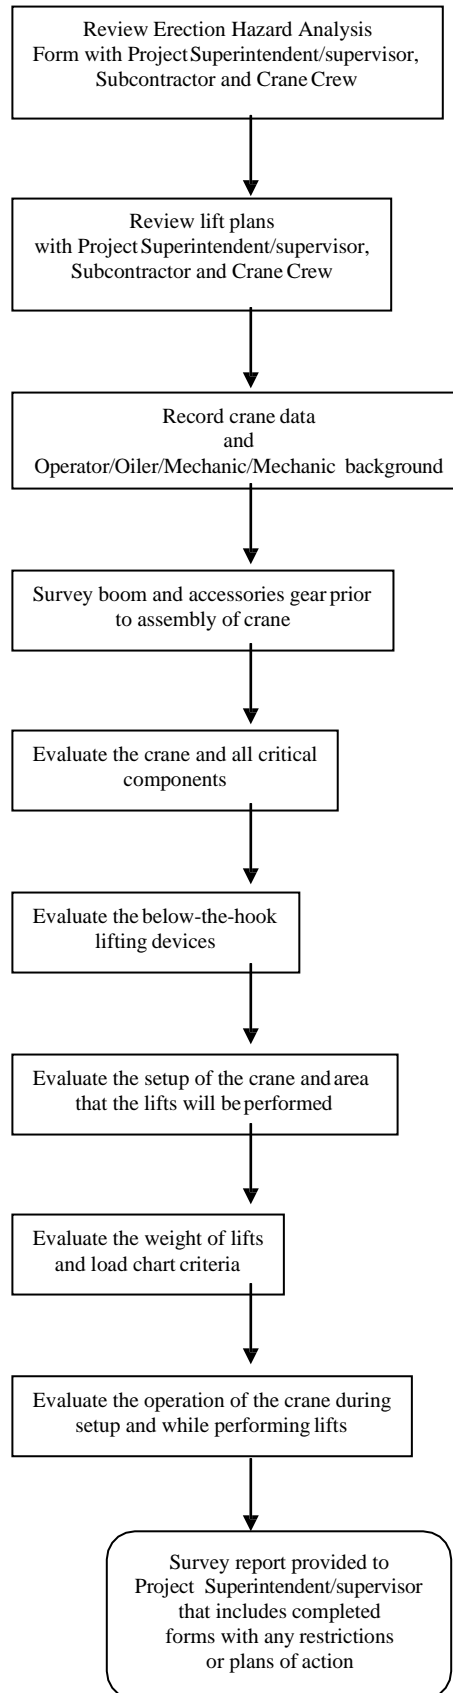 Review Erection Hazard Analysis
Form with Project Superintendent/supervisor,
Subcontractor and Crane Crew
Review lift plans
with Project Superintendent/supervisor,
Subcontractor and Crane Crew
Record crane data
and
Operator/Oiler/Mechanic/Mechanic background
Survey boom and accessories gear prior
to assembly of crane
Evaluate the crane and all critical
components
Evaluate the below-the-hook
lifting devices
Evaluate the setup of the crane and area
that the lifts will be performed
Evaluate the weight of lifts
and load chart criteria
Evaluate the operation of the crane during
setup and while performing lifts
Survey report provided to
Project Superintendent/supervisor
that includes completed
forms with any restrictions
or plans of action